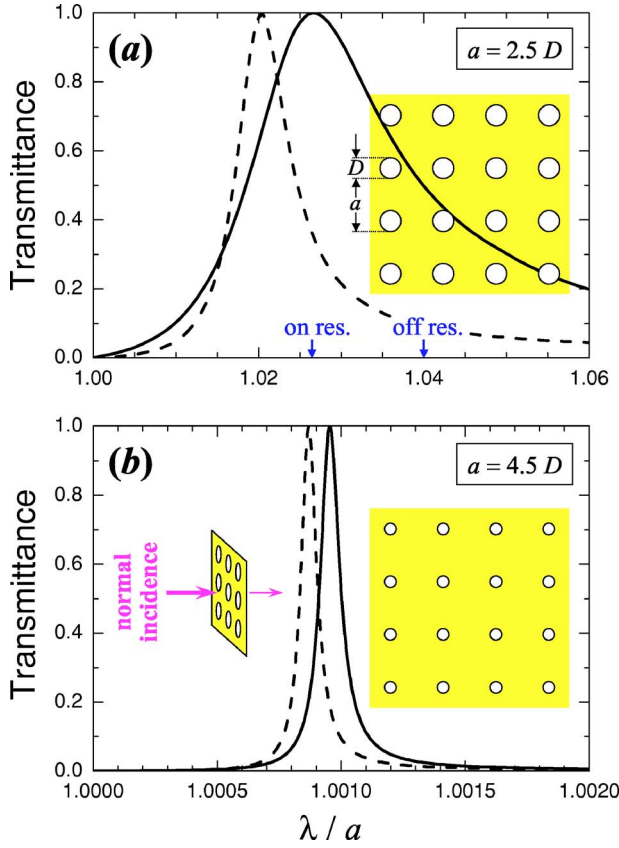 (a)
a = 2.5 D
Transmittance
1.0
0.8
0.6
0.4
0.2
0.0
D
a
on res.
off res.
1.00
1.02
1.04
1.06
(b)
a = 4.5 D
Transmittance
1.0
0.8
0.6
0.4
0.2
0.0
normal
incidence
1.0000
1.0005
1.0010
1.0015
1.0020
λ / a